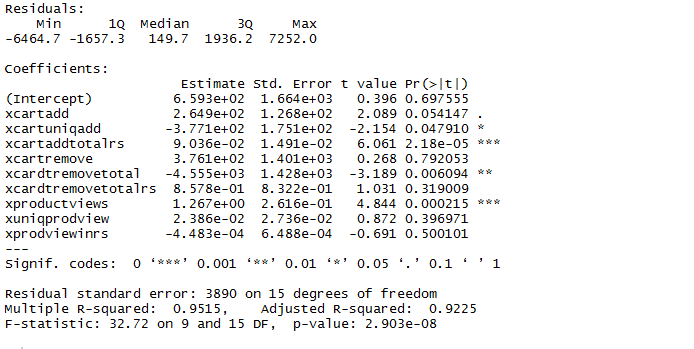 Residuals:
    Min      1Q  Median      3Q     Max
-6464.7 -1657.3   149.7  1936.2  7252.0
Coefficients:
                      Estimate Std. Error t value Pr(>|t|)
(Intercept)          6.593e+02  1.664e+03   0.396 0.697555
xcartadd             2.649e+02  1.268e+02   2.089 0.054147 .
xcartuniqadd        -3.771e+02  1.751e+02  -2.154 0.047910 *
xcartaddtotalrs      9.036e-02  1.491e-02   6.061 2.18e-05 ***
xcartremove          3.761e+02  1.401e+03   0.268 0.792053
xcardtremovetotal   -4.555e+03  1.428e+03  -3.189 0.006094 **
xcardtremovetotalrs  8.578e-01  8.322e-01   1.031 0.319009
xproductviews        1.267e+00  2.616e-01   4.844 0.000215 ***
xuniqprodview        2.386e-02  2.736e-02   0.872 0.396971
xprodviewinrs       -4.483e-04  6.488e-04  -0.691 0.500101
---
Signif. codes:  0 ‘***’ 0.001 ‘**’ 0.01 ‘*’ 0.05 ‘.’ 0.1 ‘ ’ 1
Residual standard error: 3890 on 15 degrees of freedom
Multiple R-squared:  0.9515,    Adjusted R-squared:  0.9225
F-statistic: 32.72 on 9 and 15 DF,  p-value: 2.903e-08